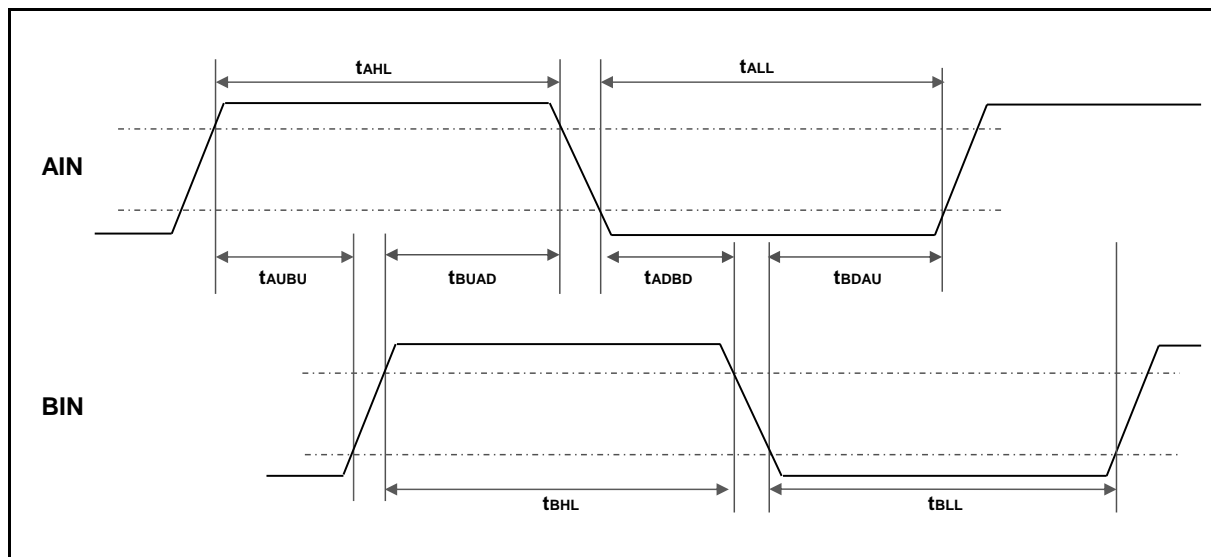 tAHL
tALL
AIN
tAUBU
tBUAD
tADBD
tBDAU
BIN
tBHL
tBLL